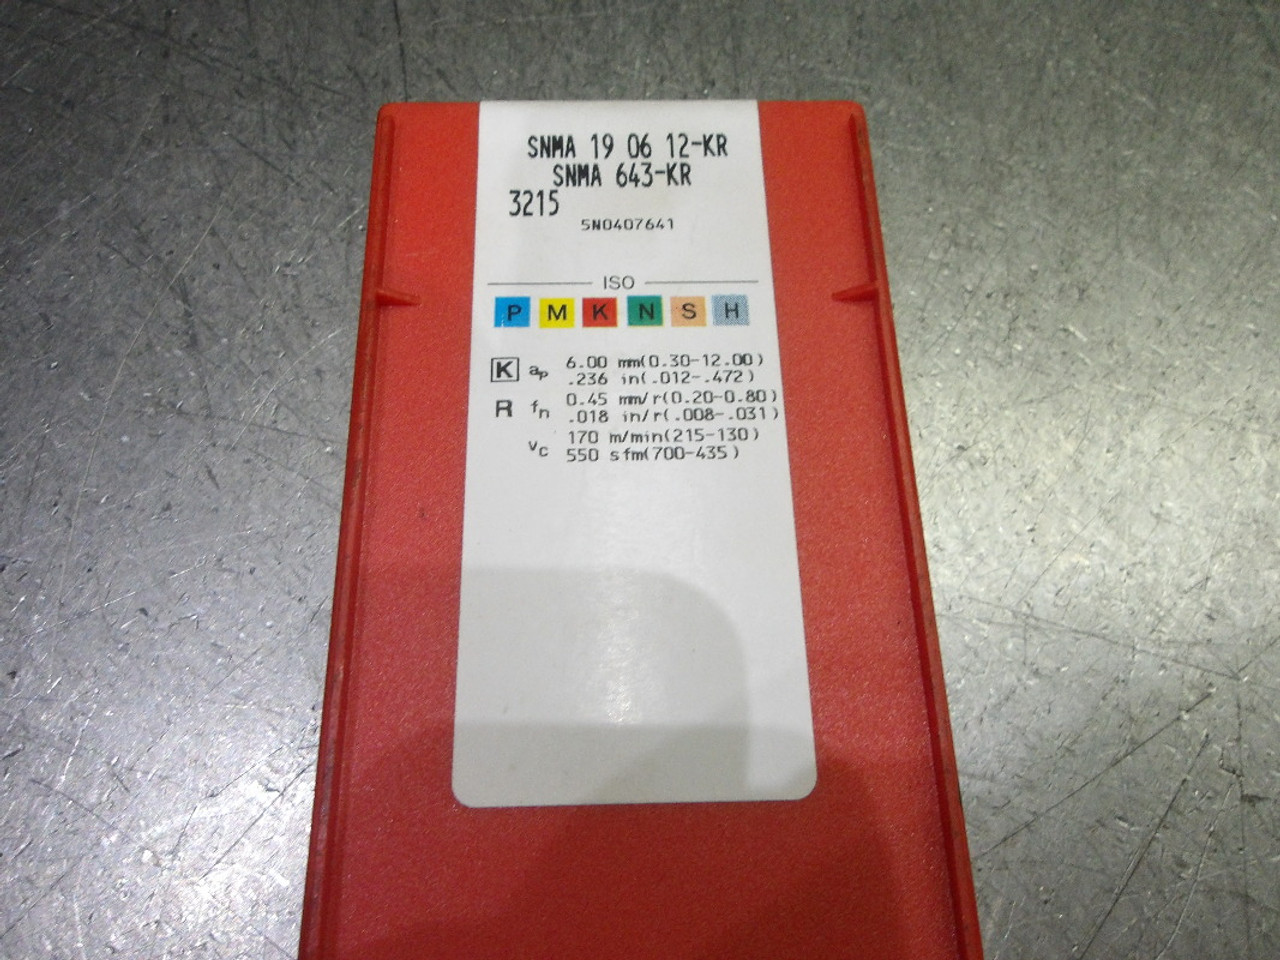 SNMA 19 06 12-KR
SNMA 643-KR
3215
5N0407641
ISO
P M K N S H
K ap 6.00 mm(0.30-12.00)
.236 in(.012-.472)
R fn 0.45 mm/r(0.20-0.80)
.018 in/r(.008-.031)
vc 170 m/min(215-130)
550 sfm(700-435)